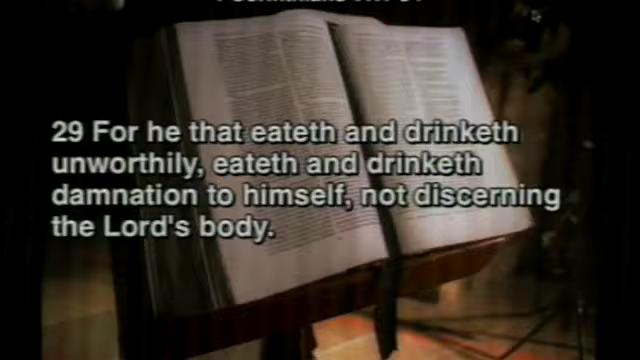 29 For he that eateth and drinketh
unworthily, eateth and drinketh
damnation to himself, not discerning
the Lord's body.